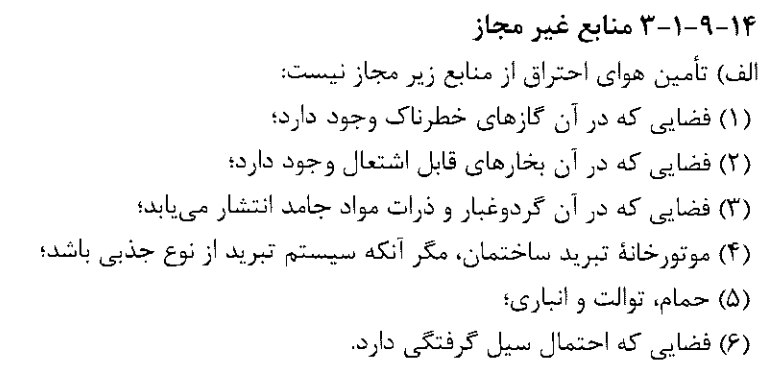 ۱۴-۹-۱-۳ منابع غیر مجاز
الف) تأمین هوای احتراق از منابع زیر مجاز نیست:
(۱) فضایی که در آن گازهای خطرناک وجود دارد؛
(۲) فضایی که در آن بخارهای قابل اشتعال وجود دارد؛
(۳) فضایی که در آن گردوغبار و ذرات مواد جامد انتشار می‌یابد؛
(۴) موتورخانۀ تبرید ساختمان، مگر آنکه سیستم تبرید از نوع جذبی باشد؛
(۵) حمام، توالت و انباری؛
(۶) فضایی که احتمال سیل گرفتگی دارد.